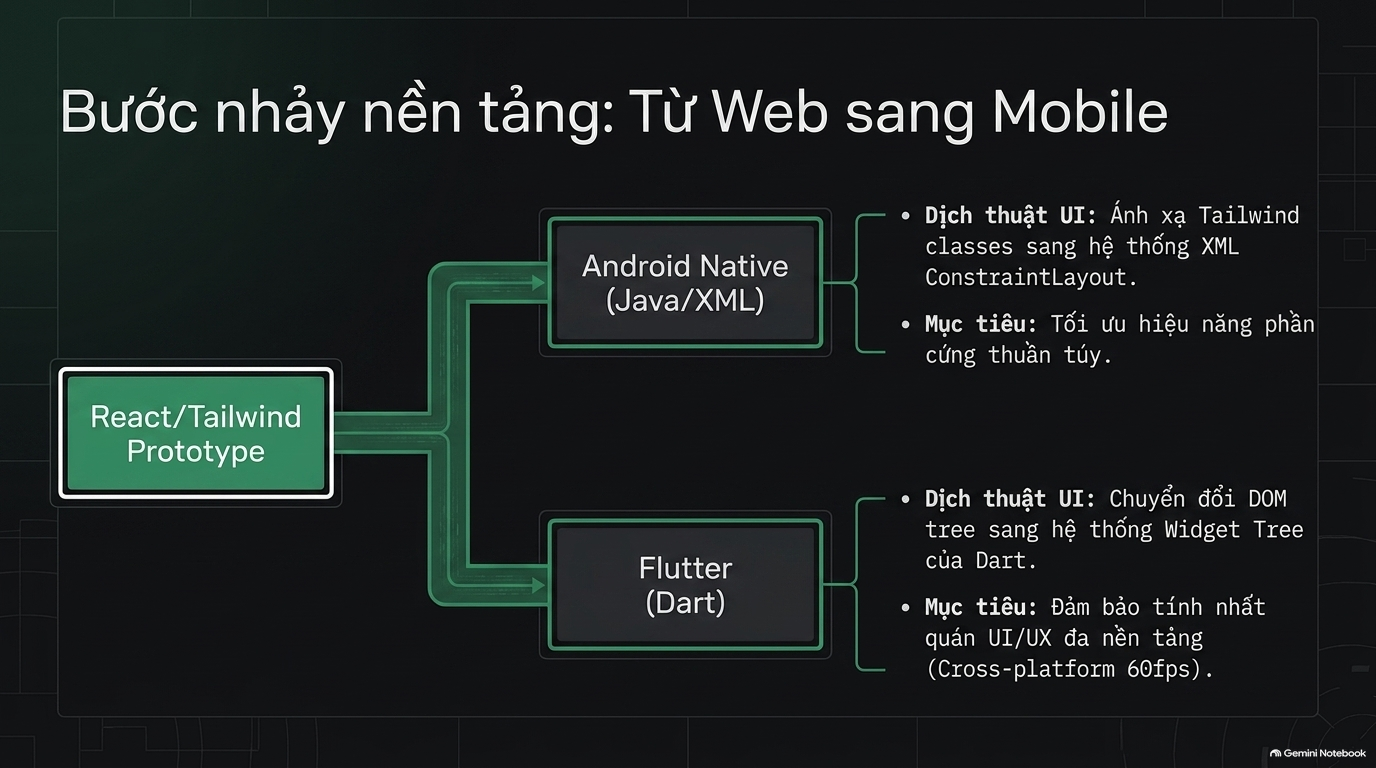 Bước nhảy nền tảng: Từ Web sang Mobile
React/Tailwind
Prototype
Android Native
(Java/XML)
• Dịch thuật UI: Ánh xạ Tailwind
classes sang hệ thống XML
ConstraintLayout.
• Mục tiêu: Tối ưu hiệu năng phần
cứng thuần túy.
Flutter
(Dart)
• Dịch thuật UI: Chuyển đổi DOM
tree sang hệ thống Widget Tree
của Dart.
• Mục tiêu: Đảm bảo tính nhất
quán UI/UX đa nền tảng
(Cross-platform 60fps).
Gemini Notebook